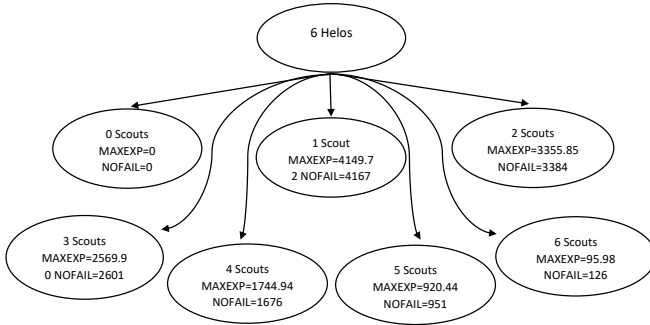 6 Helos
0 Scouts
MAXEXP=0
NOFAIL=0
1 Scout
MAXEXP=4149.7
2 NOFAIL=4167
2 Scouts
MAXEXP=3355.85
NOFAIL=3384
3 Scouts
MAXEXP=2569.9
0 NOFAIL=2601
4 Scouts
MAXEXP=1744.94
NOFAIL=1676
5 Scouts
MAXEXP=920.44
NOFAIL=951
6 Scouts
MAXEXP=95.98
NOFAIL=126